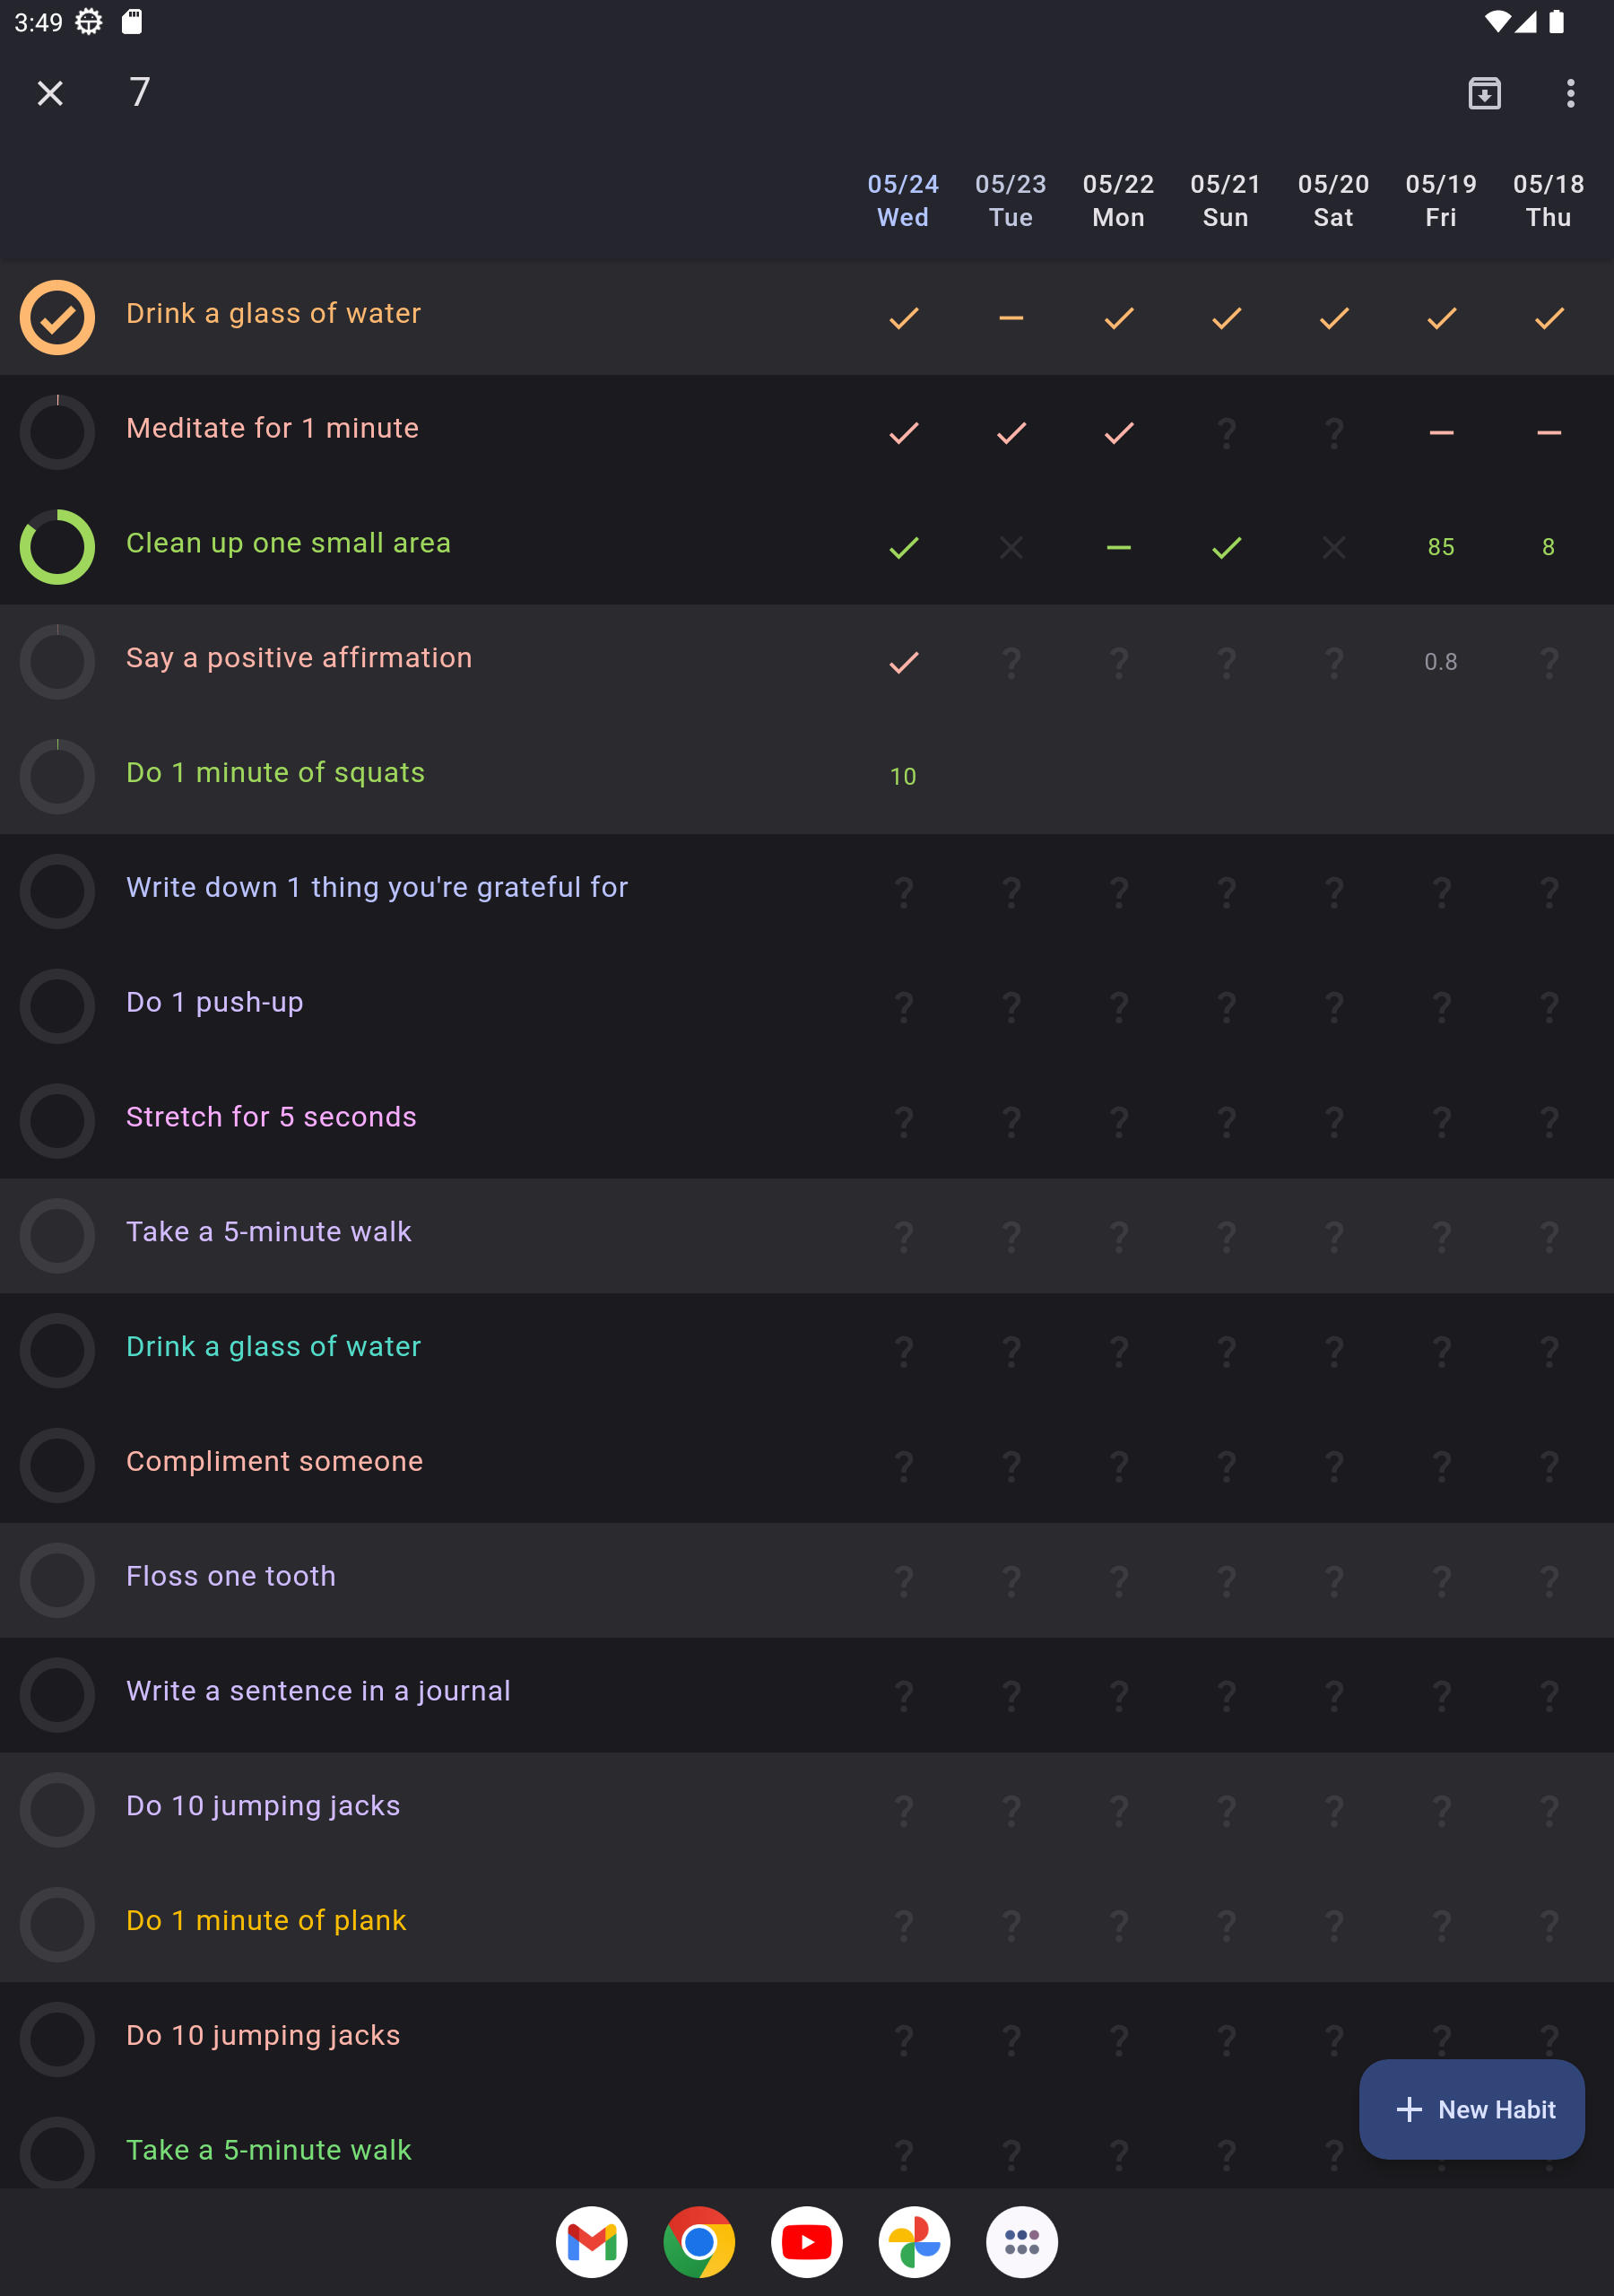 3:49
7
05/24 05/23 05/22 05/21 05/20 05/19 05/18
Wed Tue Mon Sun Sat Fri Thu
Drink a glass of water
Meditate for 1 minute ? ?
Clean up one small area 85 8
Say a positive affirmation ? ? ? ? 0.8 ?
Do 1 minute of squats 10
Write down 1 thing you're grateful for ? ? ? ? ? ? ?
Do 1 push-up ? ? ? ? ? ? ?
Stretch for 5 seconds ? ? ? ? ? ? ?
Take a 5-minute walk ? ? ? ? ? ? ?
Drink a glass of water ? ? ? ? ? ? ?
Compliment someone ? ? ? ? ? ? ?
Floss one tooth ? ? ? ? ? ? ?
Write a sentence in a journal ? ? ? ? ? ? ?
Do 10 jumping jacks ? ? ? ? ? ? ?
Do 1 minute of plank ? ? ? ? ? ? ?
Do 10 jumping jacks ? ? ? ? ? ? ?
New Habit
Take a 5-minute walk ? ? ? ? ?